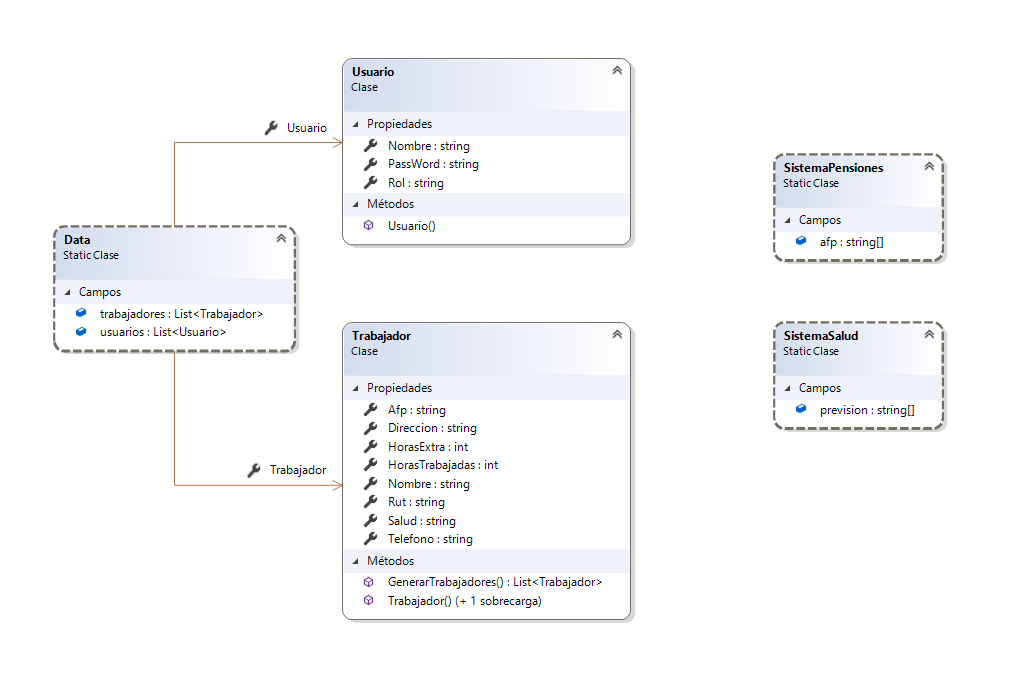 Usuario
Usuario
Clase
Propiedades
Nombre : string
PassWord : string
Rol : string
Métodos
Usuario()
Data
Static Clase
Campos
trabajadores : List<Trabajador>
usuarios : List<Usuario>
Trabajador
Trabajador
Clase
Propiedades
Afp : string
Direccion : string
HorasExtra : int
HorasTrabajadas : int
Nombre : string
Rut : string
Salud : string
Telefono : string
Métodos
GenerarTrabajadores() : List<Trabajador>
Trabajador() (+ 1 sobrecarga)
SistemaPensiones
Static Clase
Campos
afp : string[]
SistemaSalud
Static Clase
Campos
prevision : string[]